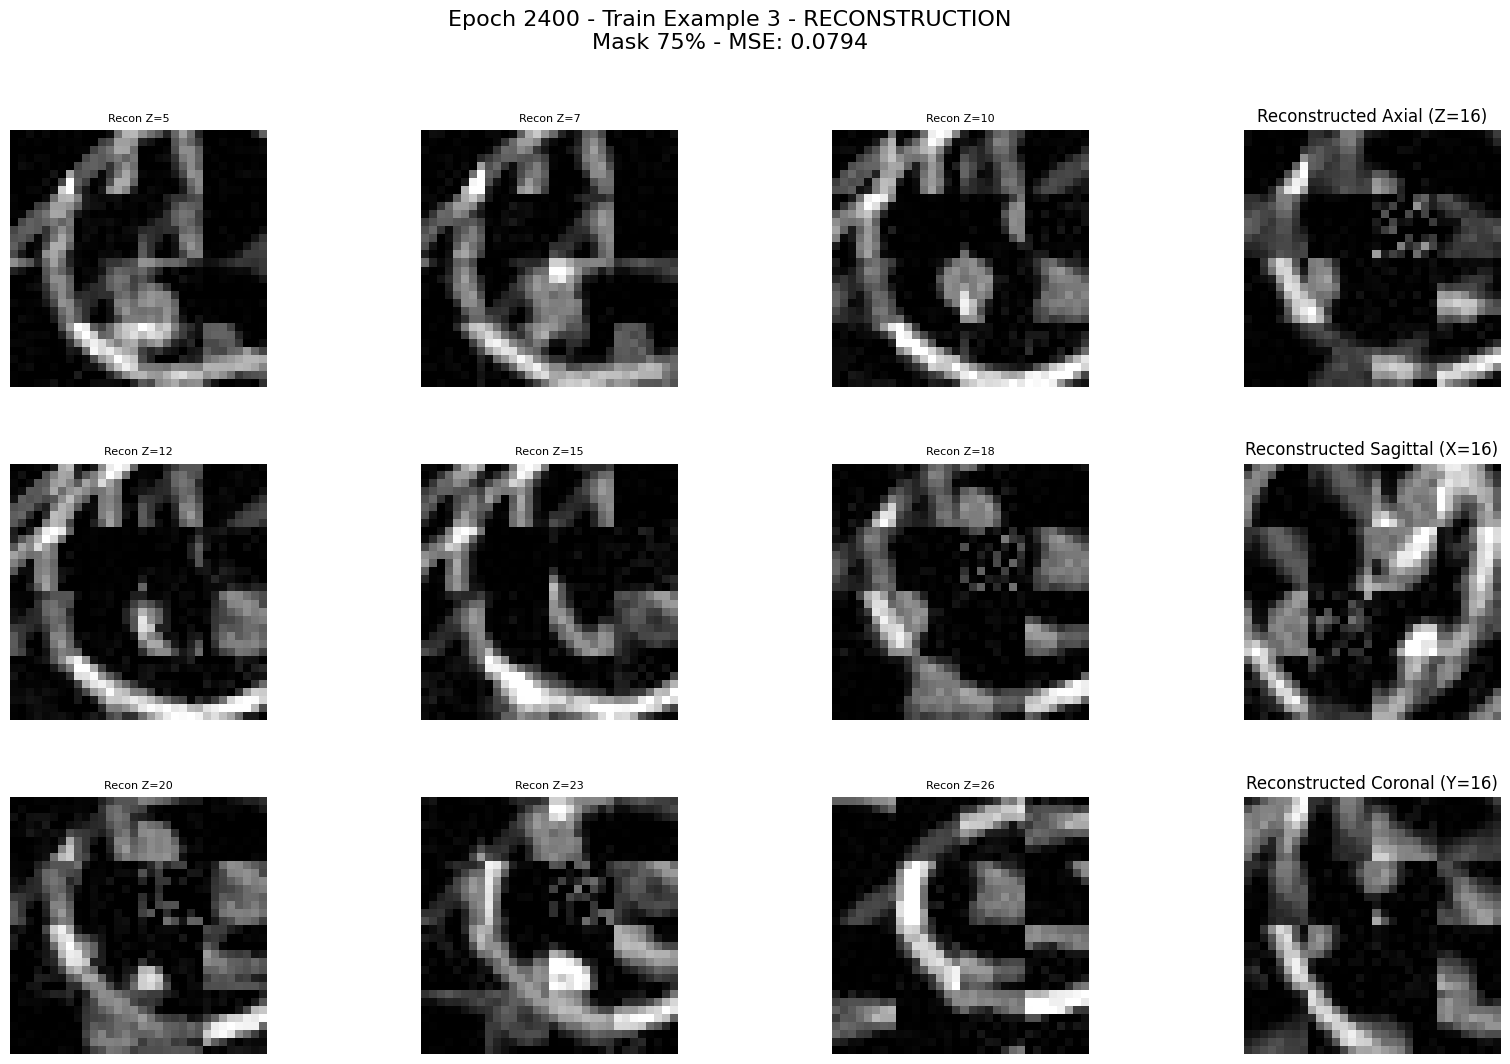 Epoch 2400 - Train Example 3 - RECONSTRUCTION
Mask 75% - MSE: 0.0794
Recon Z=5
Recon Z=7
Recon Z=10
Reconstructed Axial (Z=16)
Recon Z=12
Recon Z=15
Recon Z=18
Reconstructed Sagittal (X=16)
Recon Z=20
Recon Z=23
Recon Z=26
Reconstructed Coronal (Y=16)